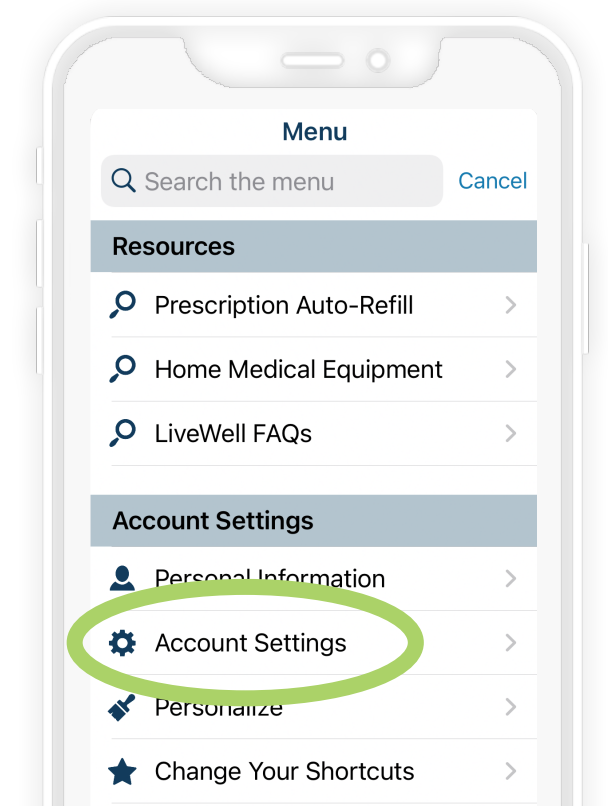 Menu
Search the menu
Cancel
Resources
Prescription Auto-Refill
Home Medical Equipment
LiveWell FAQs
Account Settings
Personal Information
Account Settings
Personalize
Change Your Shortcuts